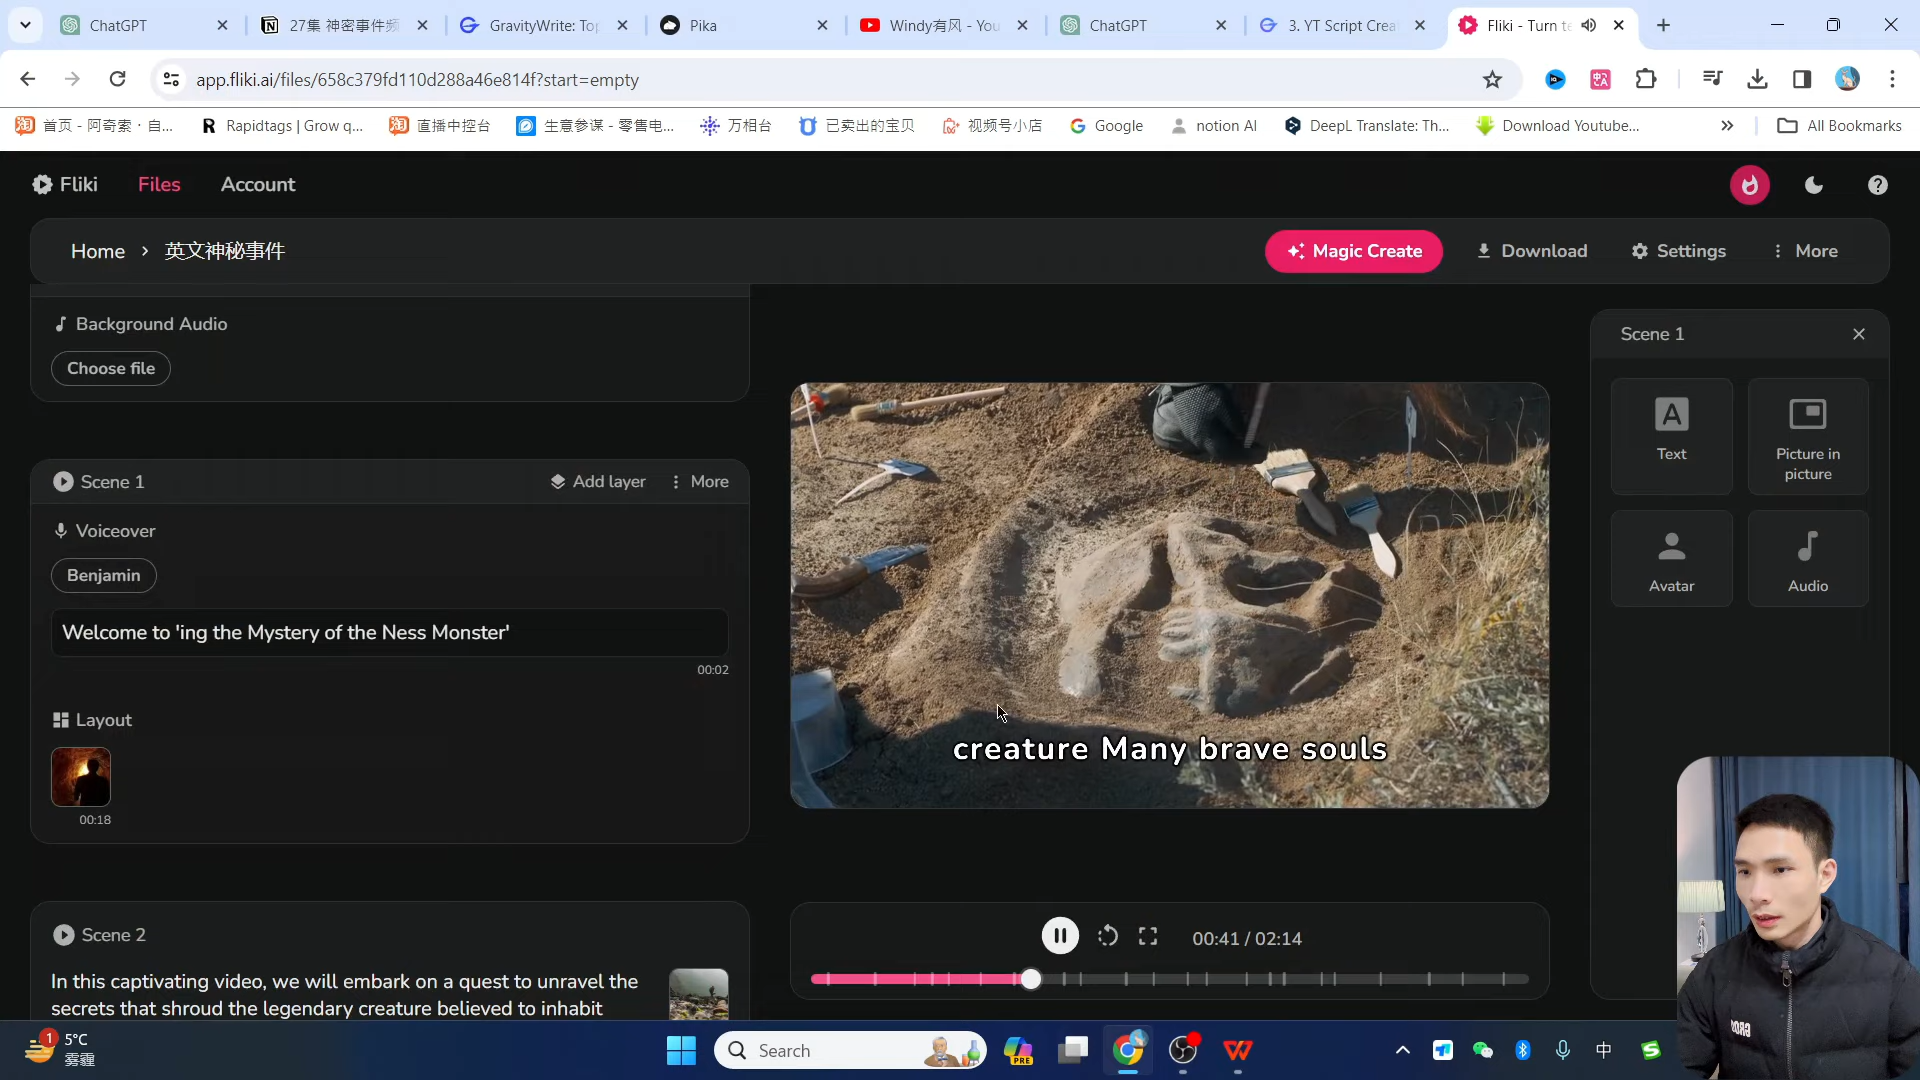 ChatGPT
27集 神密事件频
GravityWrite: Top
Pika
Windy有风 - You
ChatGPT
3. YT Script Crea
Fliki - Turn te
app.fliki.ai/files/658c379fd110d288a46e814f?start=empty
首页 - 阿奇索 · 自...
Rapidtags | Grow q...
直播中控台
生意参谋 - 零售电...
万相台
已卖出的宝贝
视频号小店
Google
notion AI
DeepL Translate: Th...
Download Youtube...
All Bookmarks
Fliki
Files
Account
Home > 英文神秘事件
Magic Create
Download
Settings
More
Background Audio
Choose file
Scene 1
Add layer
More
Voiceover
Benjamin
Welcome to 'ing the Mystery of the Ness Monster'
00:02
Layout
00:18
Scene 2
In this captivating video, we will embark on a quest to unravel the
secrets that shroud the legendary creature believed to inhabit
creature Many brave souls
00:41 / 02:14
Scene 1
Text
Picture in
picture
Avatar
Audio
1
5°C
雾霾
Search
PRE
中